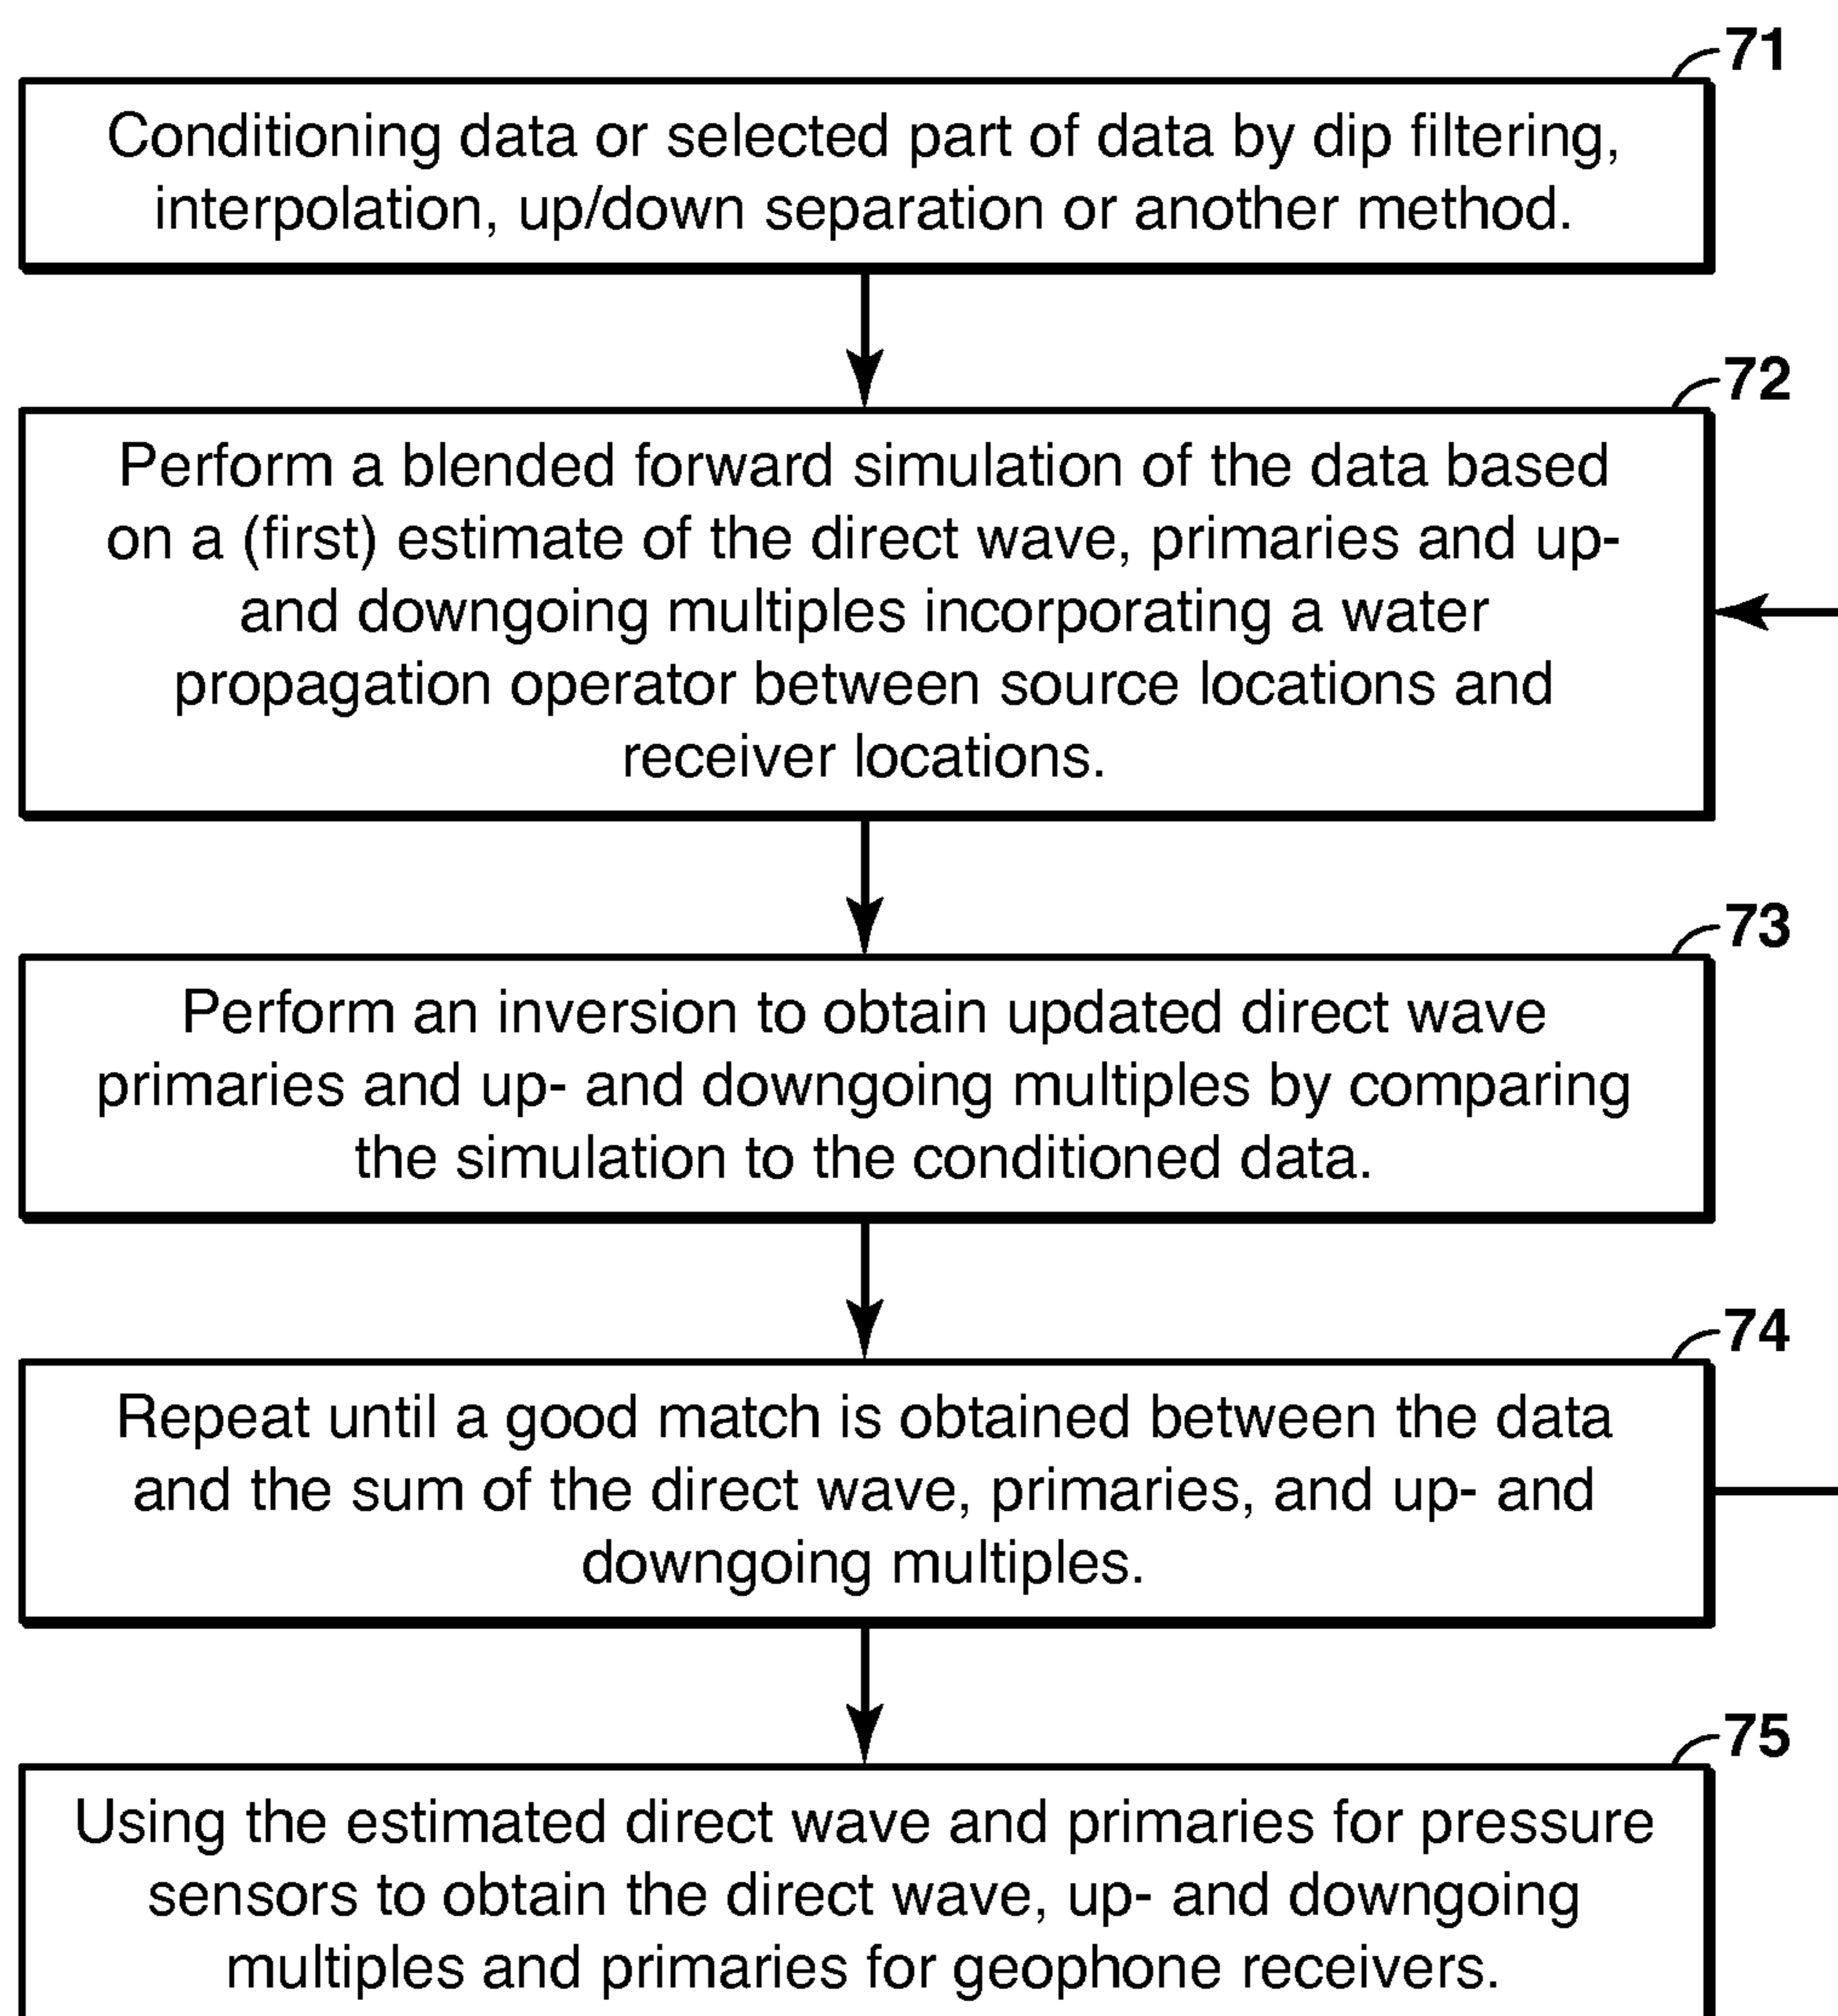 71
Conditioning data or selected part of data by dip filtering,
interpolation, up/down separation or another method.
72
Perform a blended forward simulation of the data based
on a (first) estimate of the direct wave, primaries and up-
and downgoing multiples incorporating a water
propagation operator between source locations and
receiver locations.
73
Perform an inversion to obtain updated direct wave
primaries and up- and downgoing multiples by comparing
the simulation to the conditioned data.
74
Repeat until a good match is obtained between the data
and the sum of the direct wave, primaries, and up- and
downgoing multiples.
75
Using the estimated direct wave and primaries for pressure
sensors to obtain the direct wave, up- and downgoing
multiples and primaries for geophone receivers.